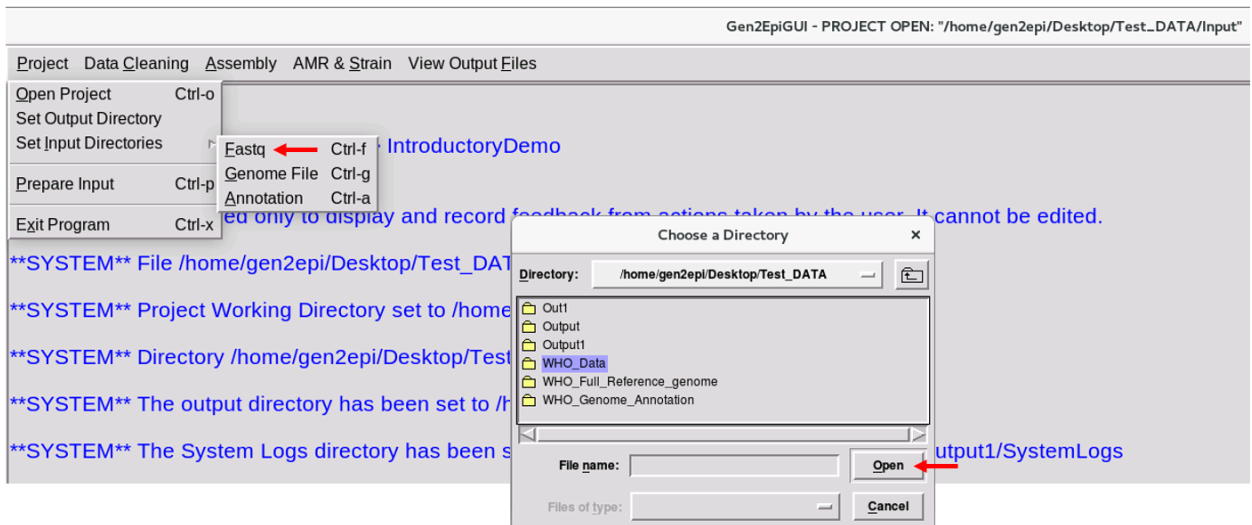 Gen2EpiGUI - PROJECT OPEN: "/home/gen2epi/Desktop/Test_DATA/Input"
Project Data Cleaning Assembly AMR & Strain View Output Files
Open Project Ctrl-o
Set Output Directory
Set Input Directories
Prepare Input Ctrl-p
Exit Program Ctrl-x
Fastq Ctrl-f
Genome File Ctrl-g
Annotation Ctrl-a
IntroductoryDemo
ed only to display and record feedback from actions taken by the user. It cannot be edited.
**SYSTEM** File /home/gen2epi/Desktop/Test_DAT
**SYSTEM** Project Working Directory set to /home
**SYSTEM** Directory /home/gen2epi/Desktop/Test
**SYSTEM** The output directory has been set to /h
**SYSTEM** The System Logs directory has been s
utput1/SystemLogs
Choose a Directory
Directory: /home/gen2epi/Desktop/Test_DATA
Out1
Output
Output1
WHO_Data
WHO_Full_Reference_genome
WHO_Genome_Annotation
File name: Open
Files of type: Cancel